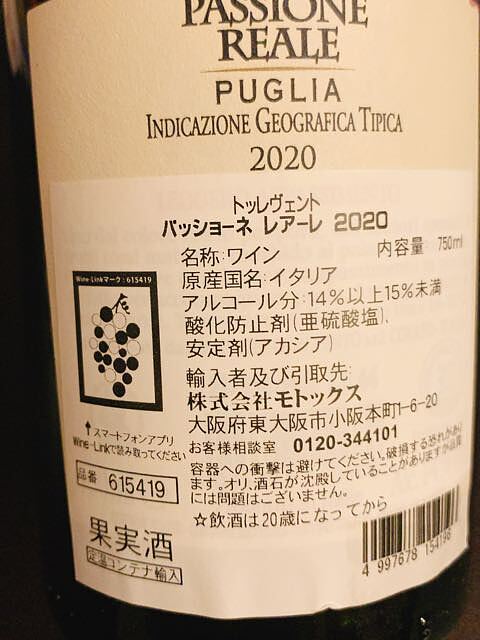 PASSIONE
REALE
PUGLIA
INDICAZIONE GEOGRAFICA TIPICA
2020
トッレヴェント
パッショーネ レアーレ 2020
名称:ワイン 内容量 750ml
原産国名:イタリア
アルコール分:14%以上15%未満
酸化防止剤(亜硫酸塩)、
安定剤(アカシア)
輸入者及び引取先:
株式会社モトックス
大阪府東大阪市小阪本町1-6-20
お客様相談室 0120-344101
容器への衝撃は避けてください。破損する恐れがあり
ます。オリ、酒石が沈殿していることがありますが品質
には問題はございません。
☆飲酒は20歳になってから
Wine-Linkマーク:615419
↑スマートフォンアプリ
Wine-Linkで読み取ってください
品番 615419
果実酒
定温コンテナ輸入
4 997678 154196